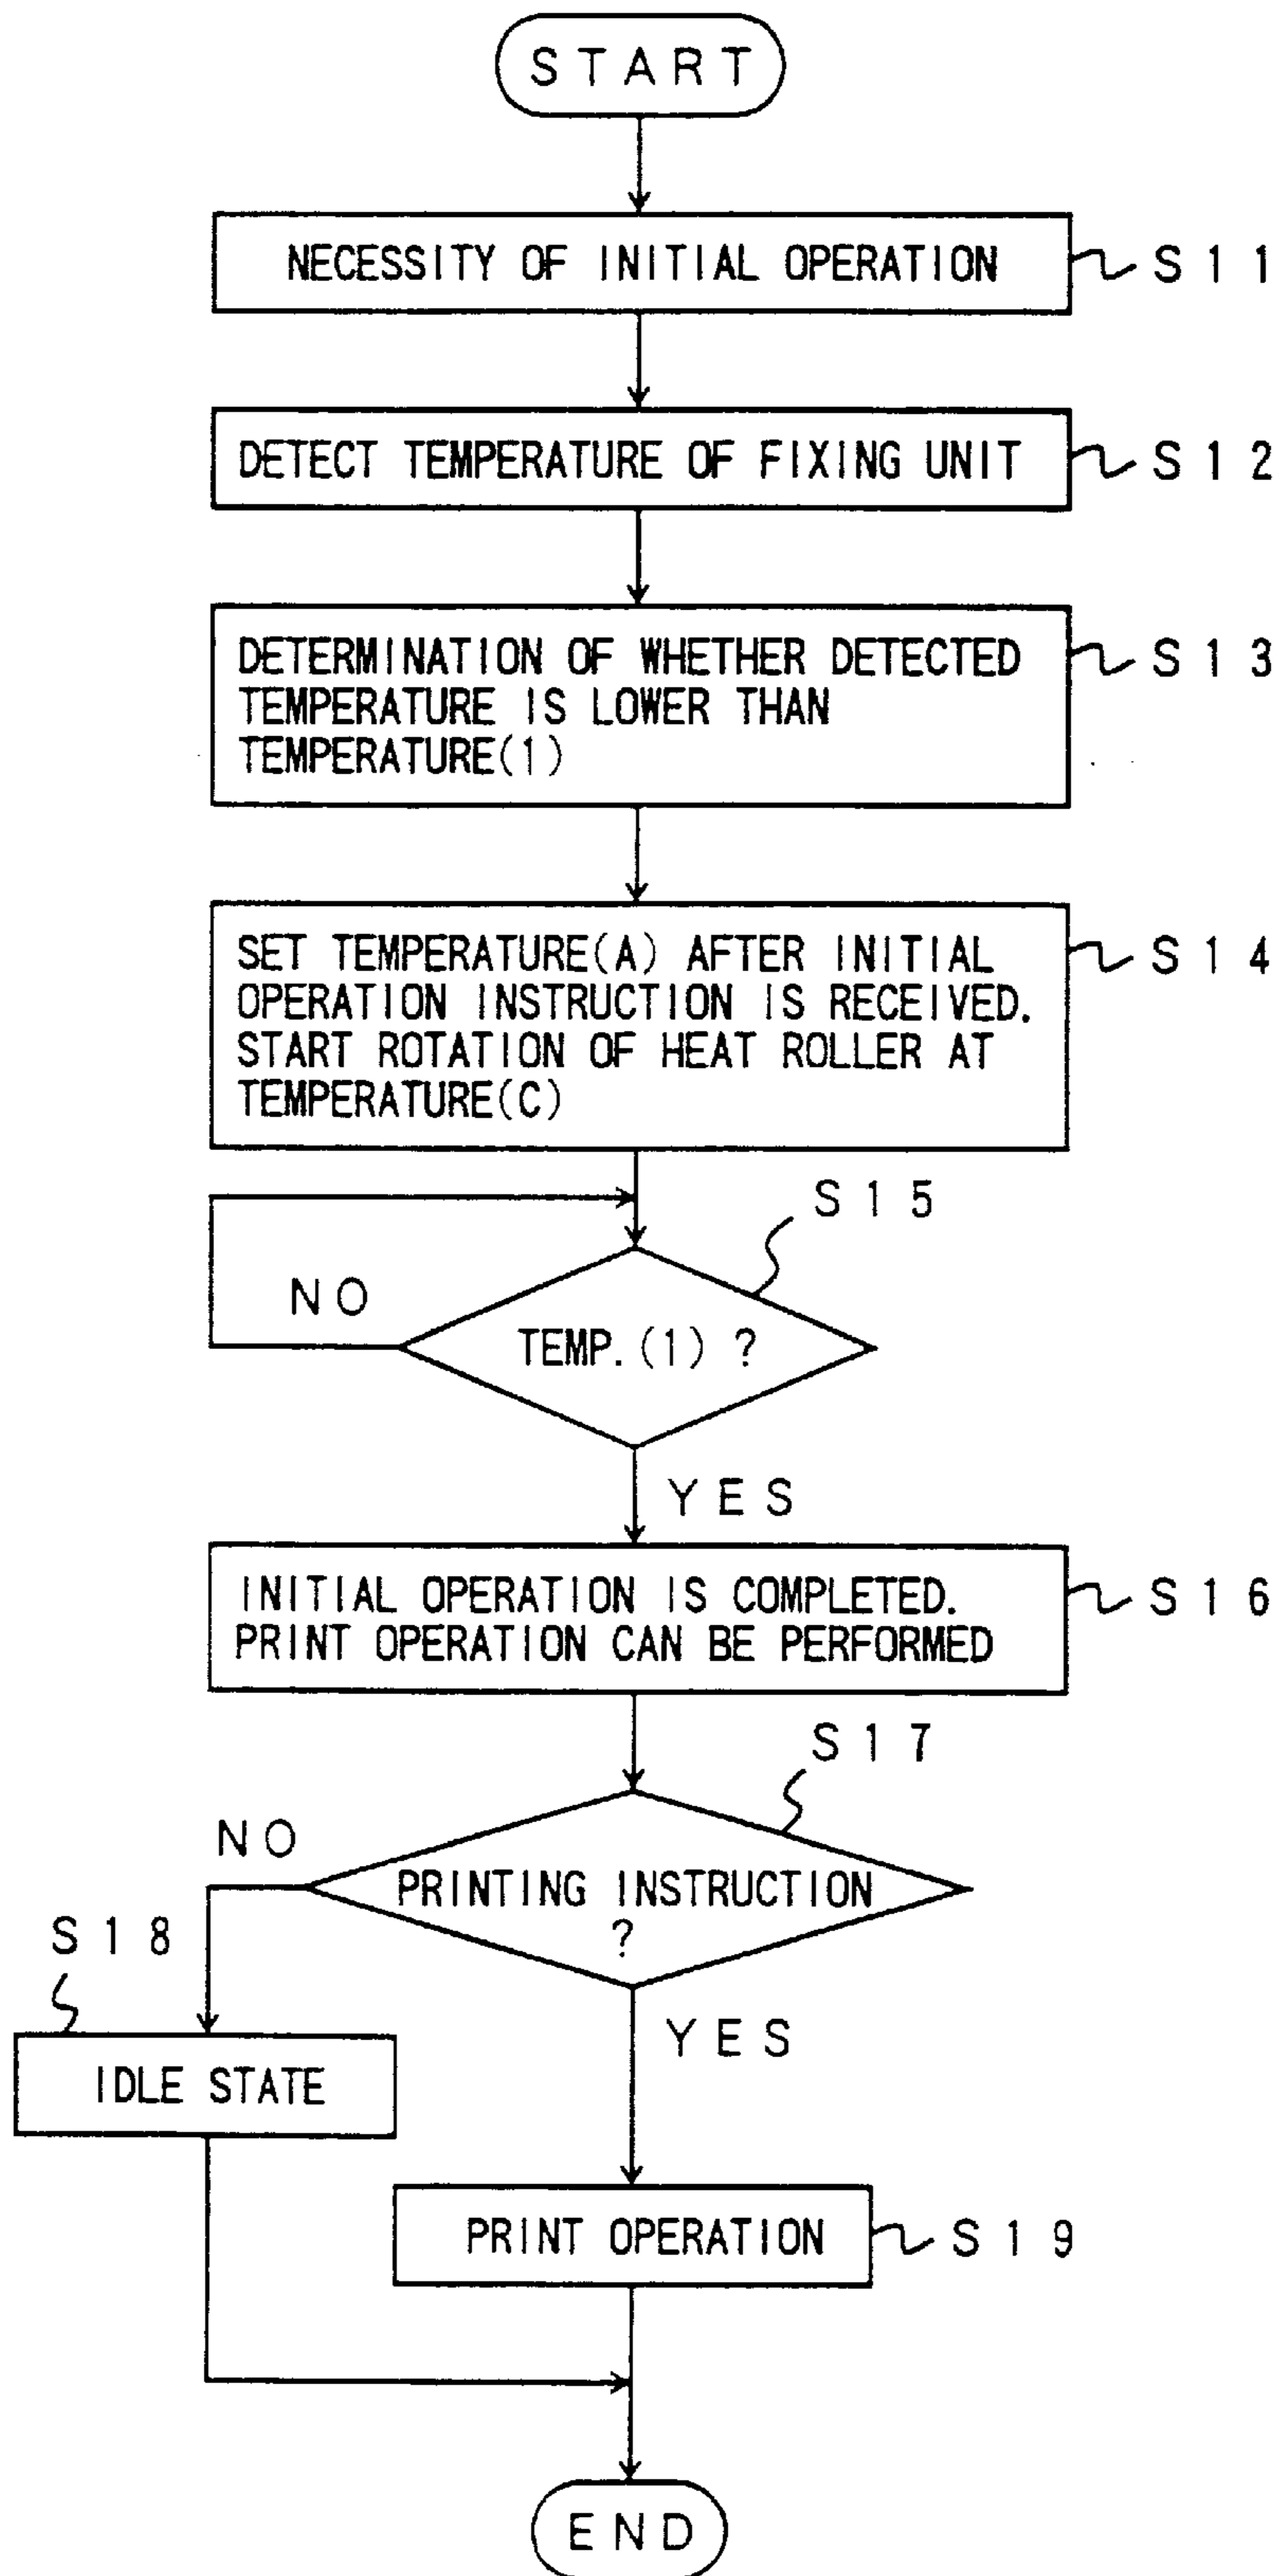 START
NECESSITY OF INITIAL OPERATION
S11
DETECT TEMPERATURE OF FIXING UNIT
S12
DETERMINATION OF WHETHER DETECTED
TEMPERATURE IS LOWER THAN
TEMPERATURE(1)
S13
SET TEMPERATURE(A) AFTER INITIAL
OPERATION INSTRUCTION IS RECEIVED.
START ROTATION OF HEAT ROLLER AT
TEMPERATURE(C)
S14
S15
NO
TEMP.(1) ?
YES
INITIAL OPERATION IS COMPLETED.
PRINT OPERATION CAN BE PERFORMED
S16
S17
NO
PRINTING INSTRUCTION
?
S18
YES
IDLE STATE
PRINT OPERATION
S19
END